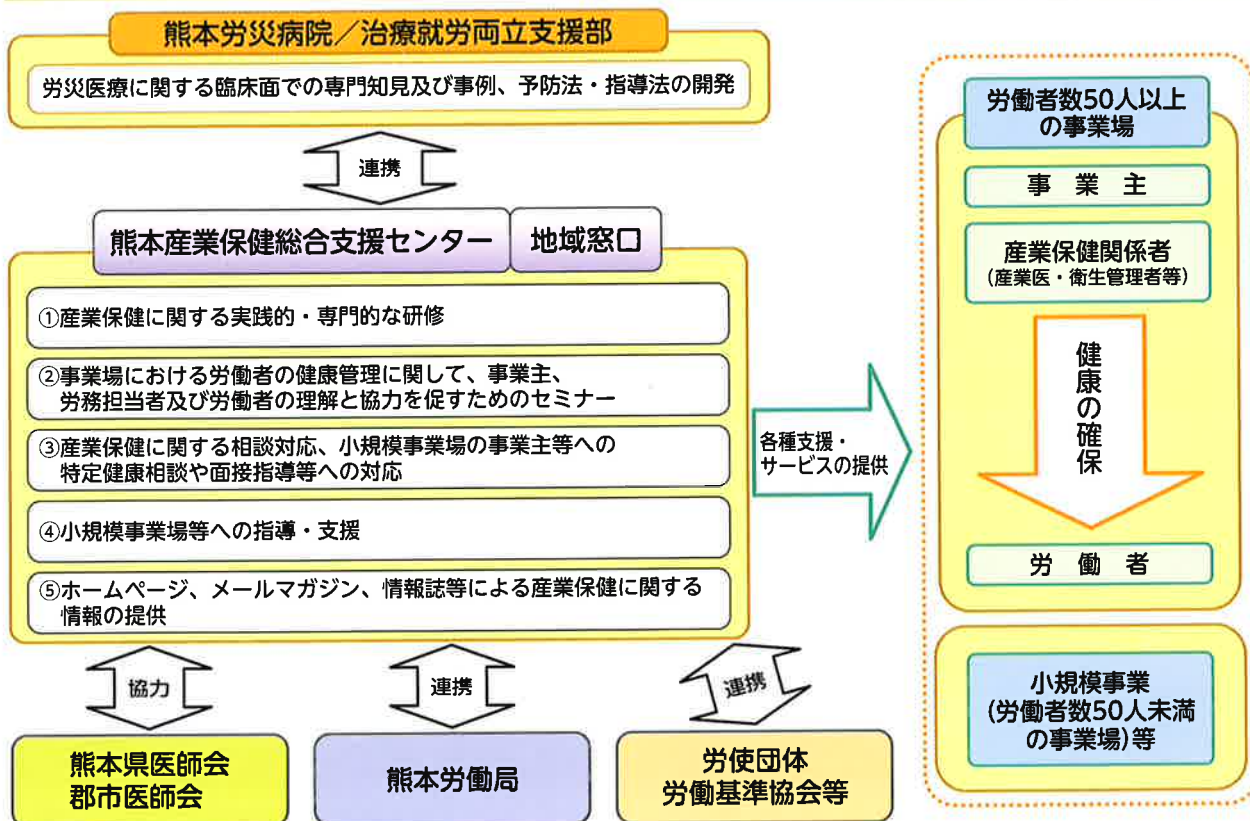 熊本労災病院／治療就労両立支援部
労災医療に関する臨床面での専門知見及び事例、予防法・指導法の開発
連携
熊本産業保健総合支援センター
地域窓口
①産業保健に関する実践的・専門的な研修
②事業場における労働者の健康管理に関して、事業主、
労務担当者及び労働者の理解と協力を促すためのセミナー
③産業保健に関する相談対応、小規模事業場の事業主等への
特定健康相談や面接指導等への対応
④小規模事業場等への指導・支援
⑤ホームページ、メールマガジン、情報誌等による産業保健に関する
情報の提供
協力
連携
連携
熊本県医師会
郡市医師会
熊本労働局
労使団体
労働基準協会等
各種支援・
サービスの提供
労働者数50人以上
の事業場
事　業　主
産業保健関係者
(産業医・衛生管理者等)
健康の確保
労　働　者
小規模事業
(労働者数50人未満
の事業場)等